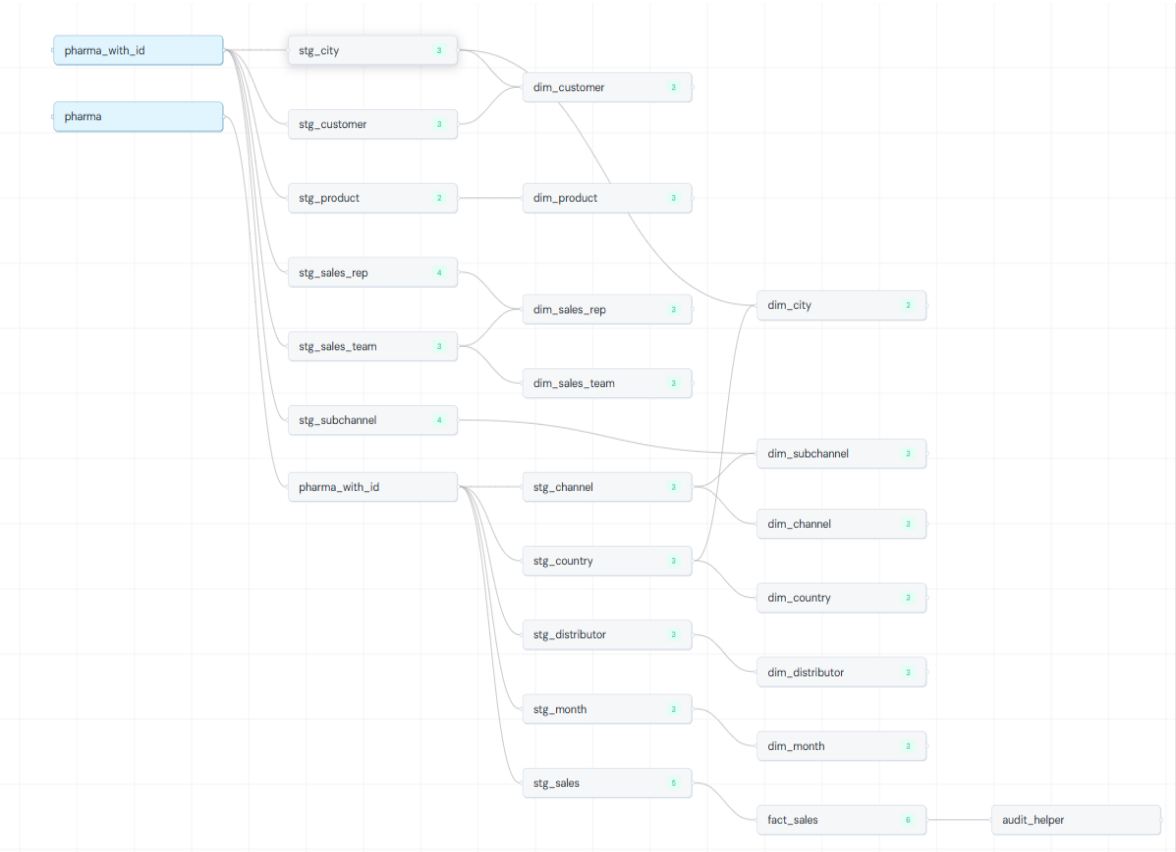 pharma_with_id
pharma
stg_city 3
stg_customer 3
stg_product 2
stg_sales_rep 4
stg_sales_team 3
stg_subchannel 4
pharma_with_id
dim_customer 3
dim_product 3
dim_sales_rep 3
dim_sales_team 3
stg_channel 3
stg_country 3
stg_distributor 3
stg_month 3
stg_sales
dim_city 2
dim_subchannel 3
dim_channel 3
dim_country 3
dim_distributor 3
dim_month 3
fact_sales 6
audit_helper